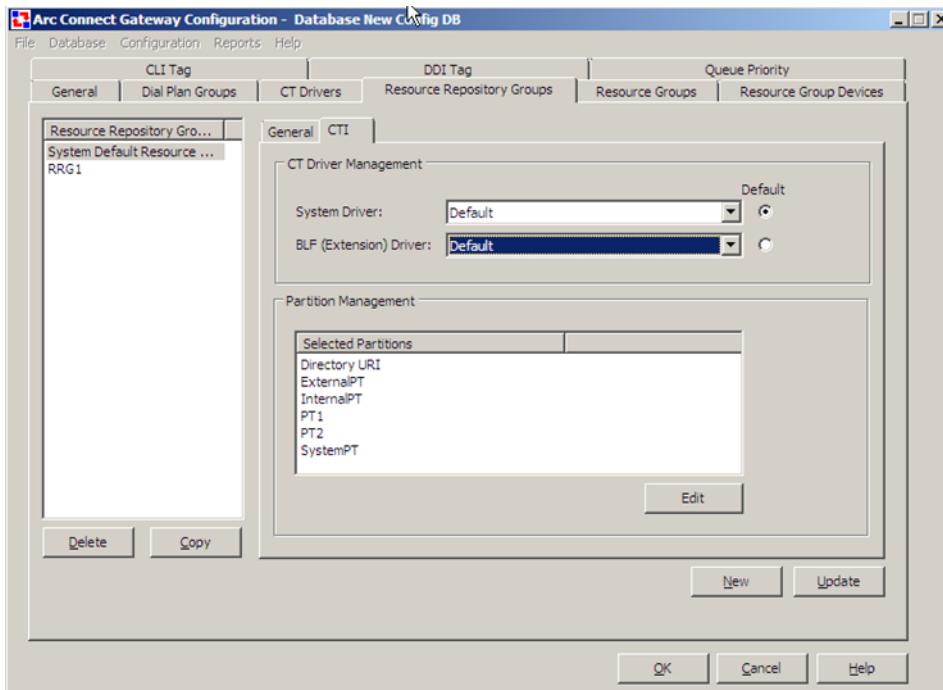 Arc Connect Gateway Configuration - Database New Config DB
File Database Configuration Reports Help
CLI Tag DDI Tag Queue Priority
General Dial Plan Groups CT Drivers Resource Repository Groups Resource Groups Resource Group Devices
Resource Repository Gro...
System Default Resource ...
RRG1
General CTI
CT Driver Management
Default
System Driver: Default
BLF (Extension) Driver: Default
Partition Management
Selected Partitions
Directory URI
ExternalPT
InternalPT
PT1
PT2
SystemPT
Edit
Delete Copy
New Update
OK Cancel Help